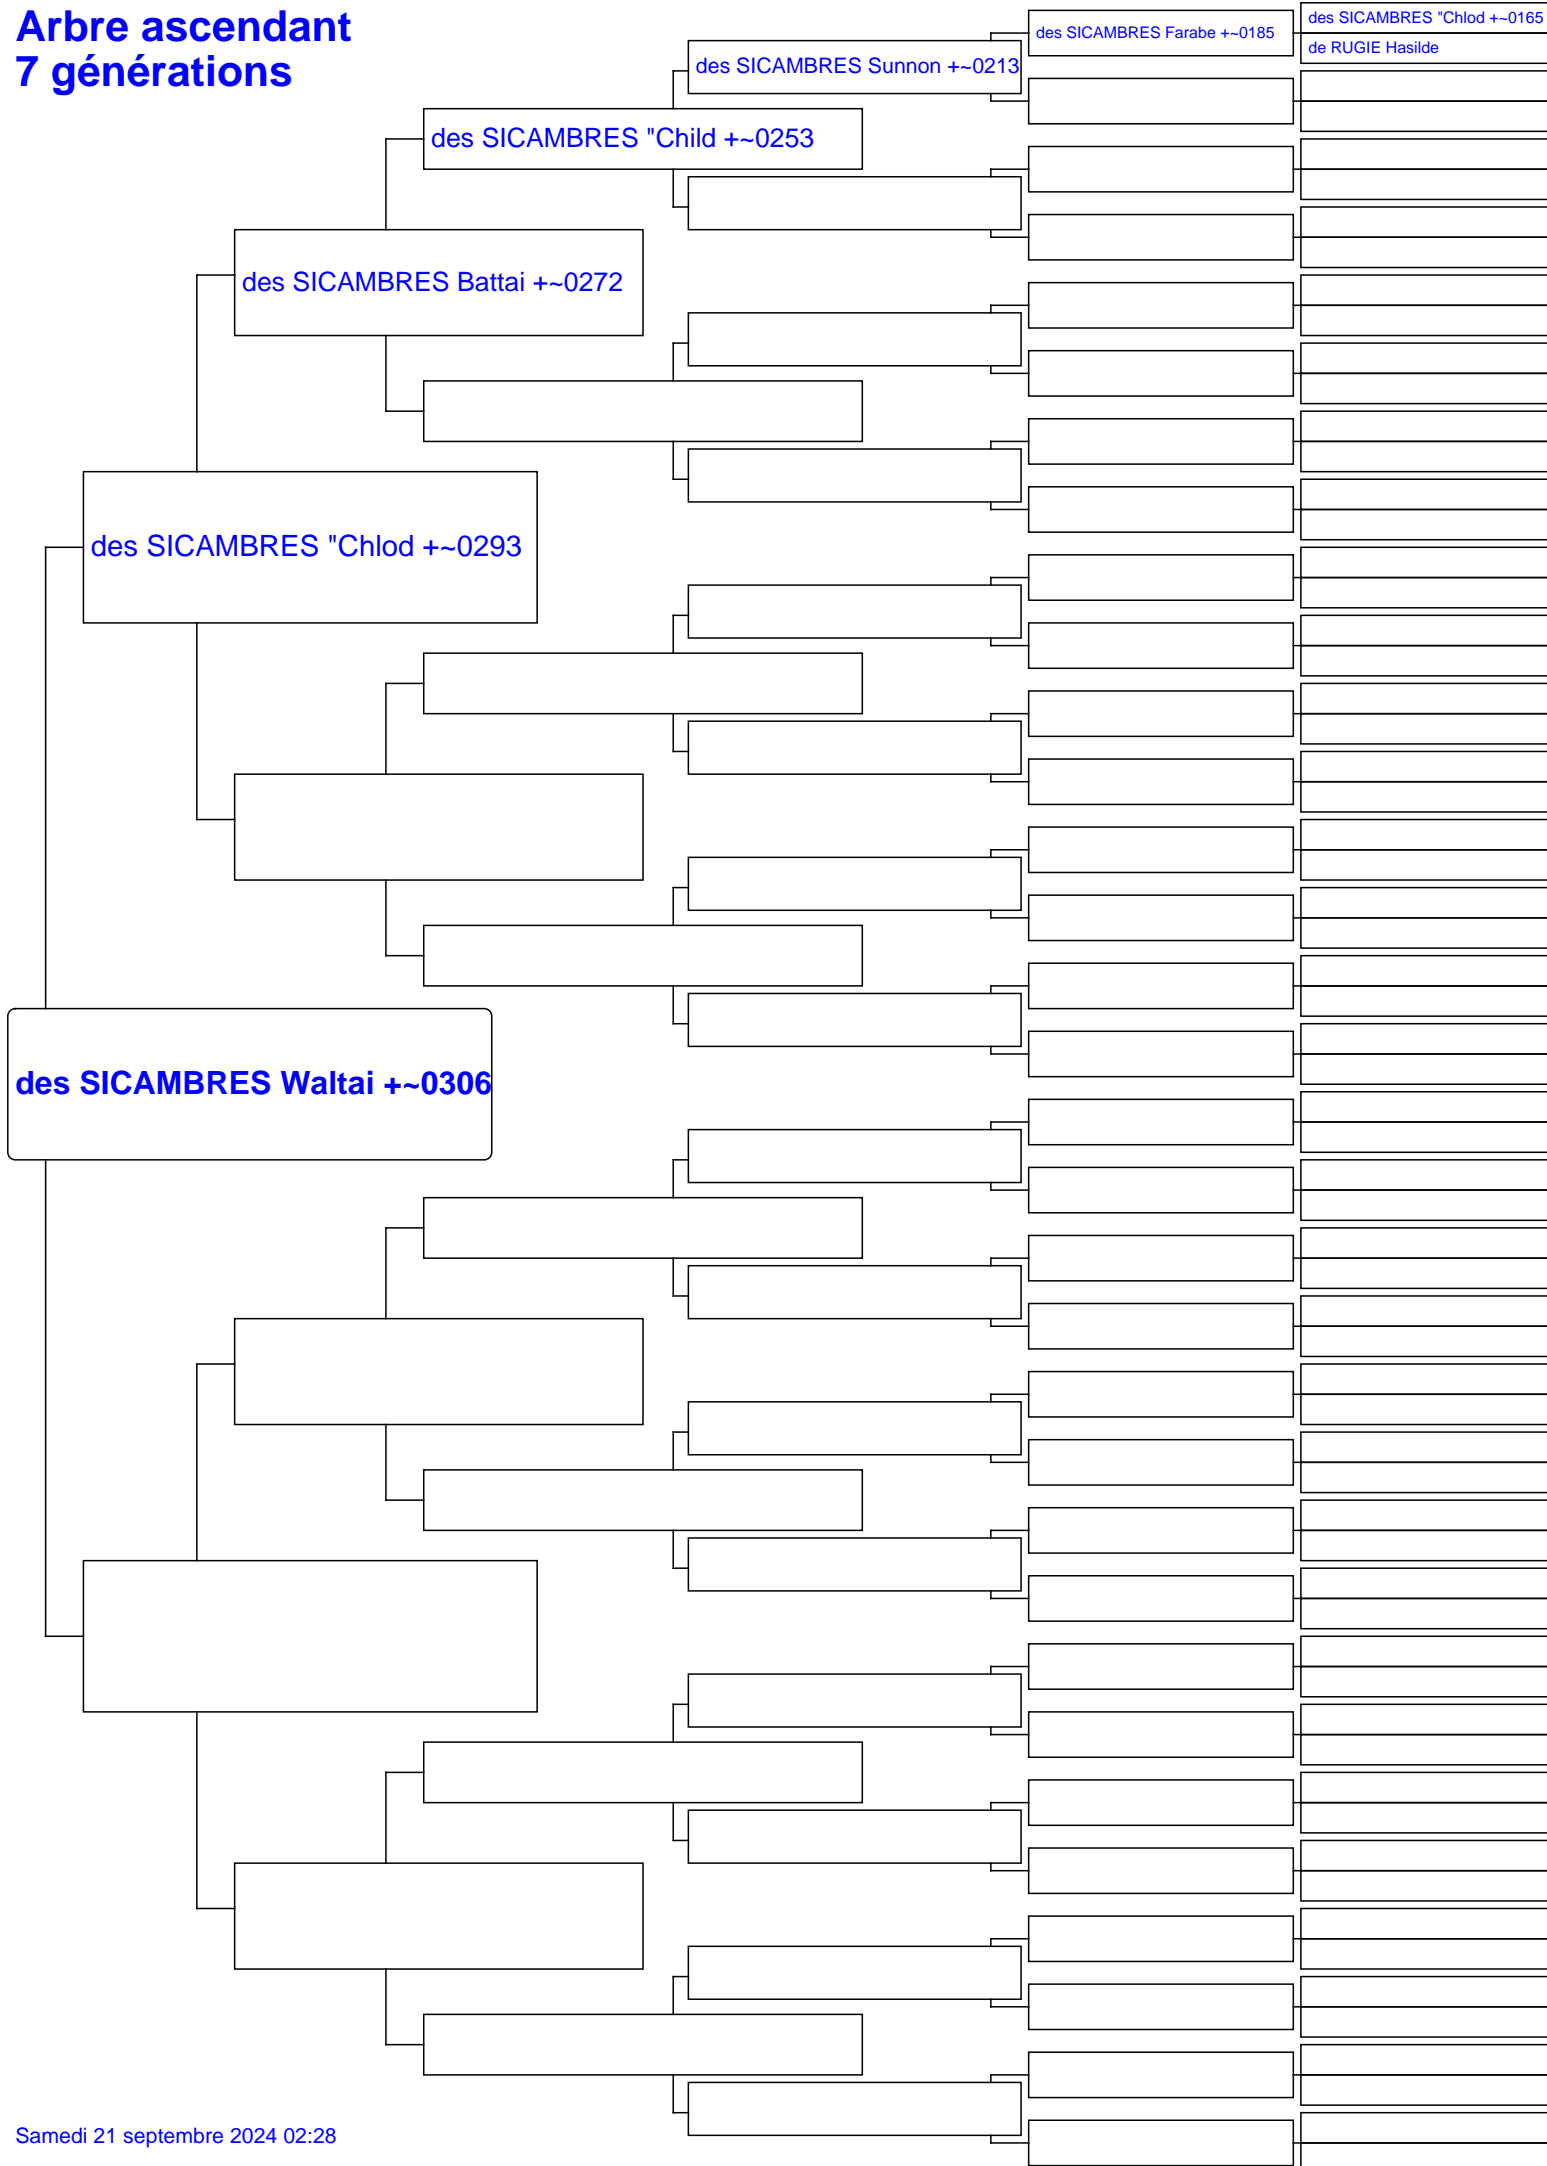 Arbre ascendant
7 générations
des SICAMBRES "Chlod +~0165
des SICAMBRES Farabe +~0185
de RUGIE Hasilde
des SICAMBRES Sunnon +~0213
des SICAMBRES "Child +~0253
des SICAMBRES Battai +~0272
des SICAMBRES "Chlod +~0293
des SICAMBRES Waltai +~0306
Samedi 21 septembre 2024 02:28